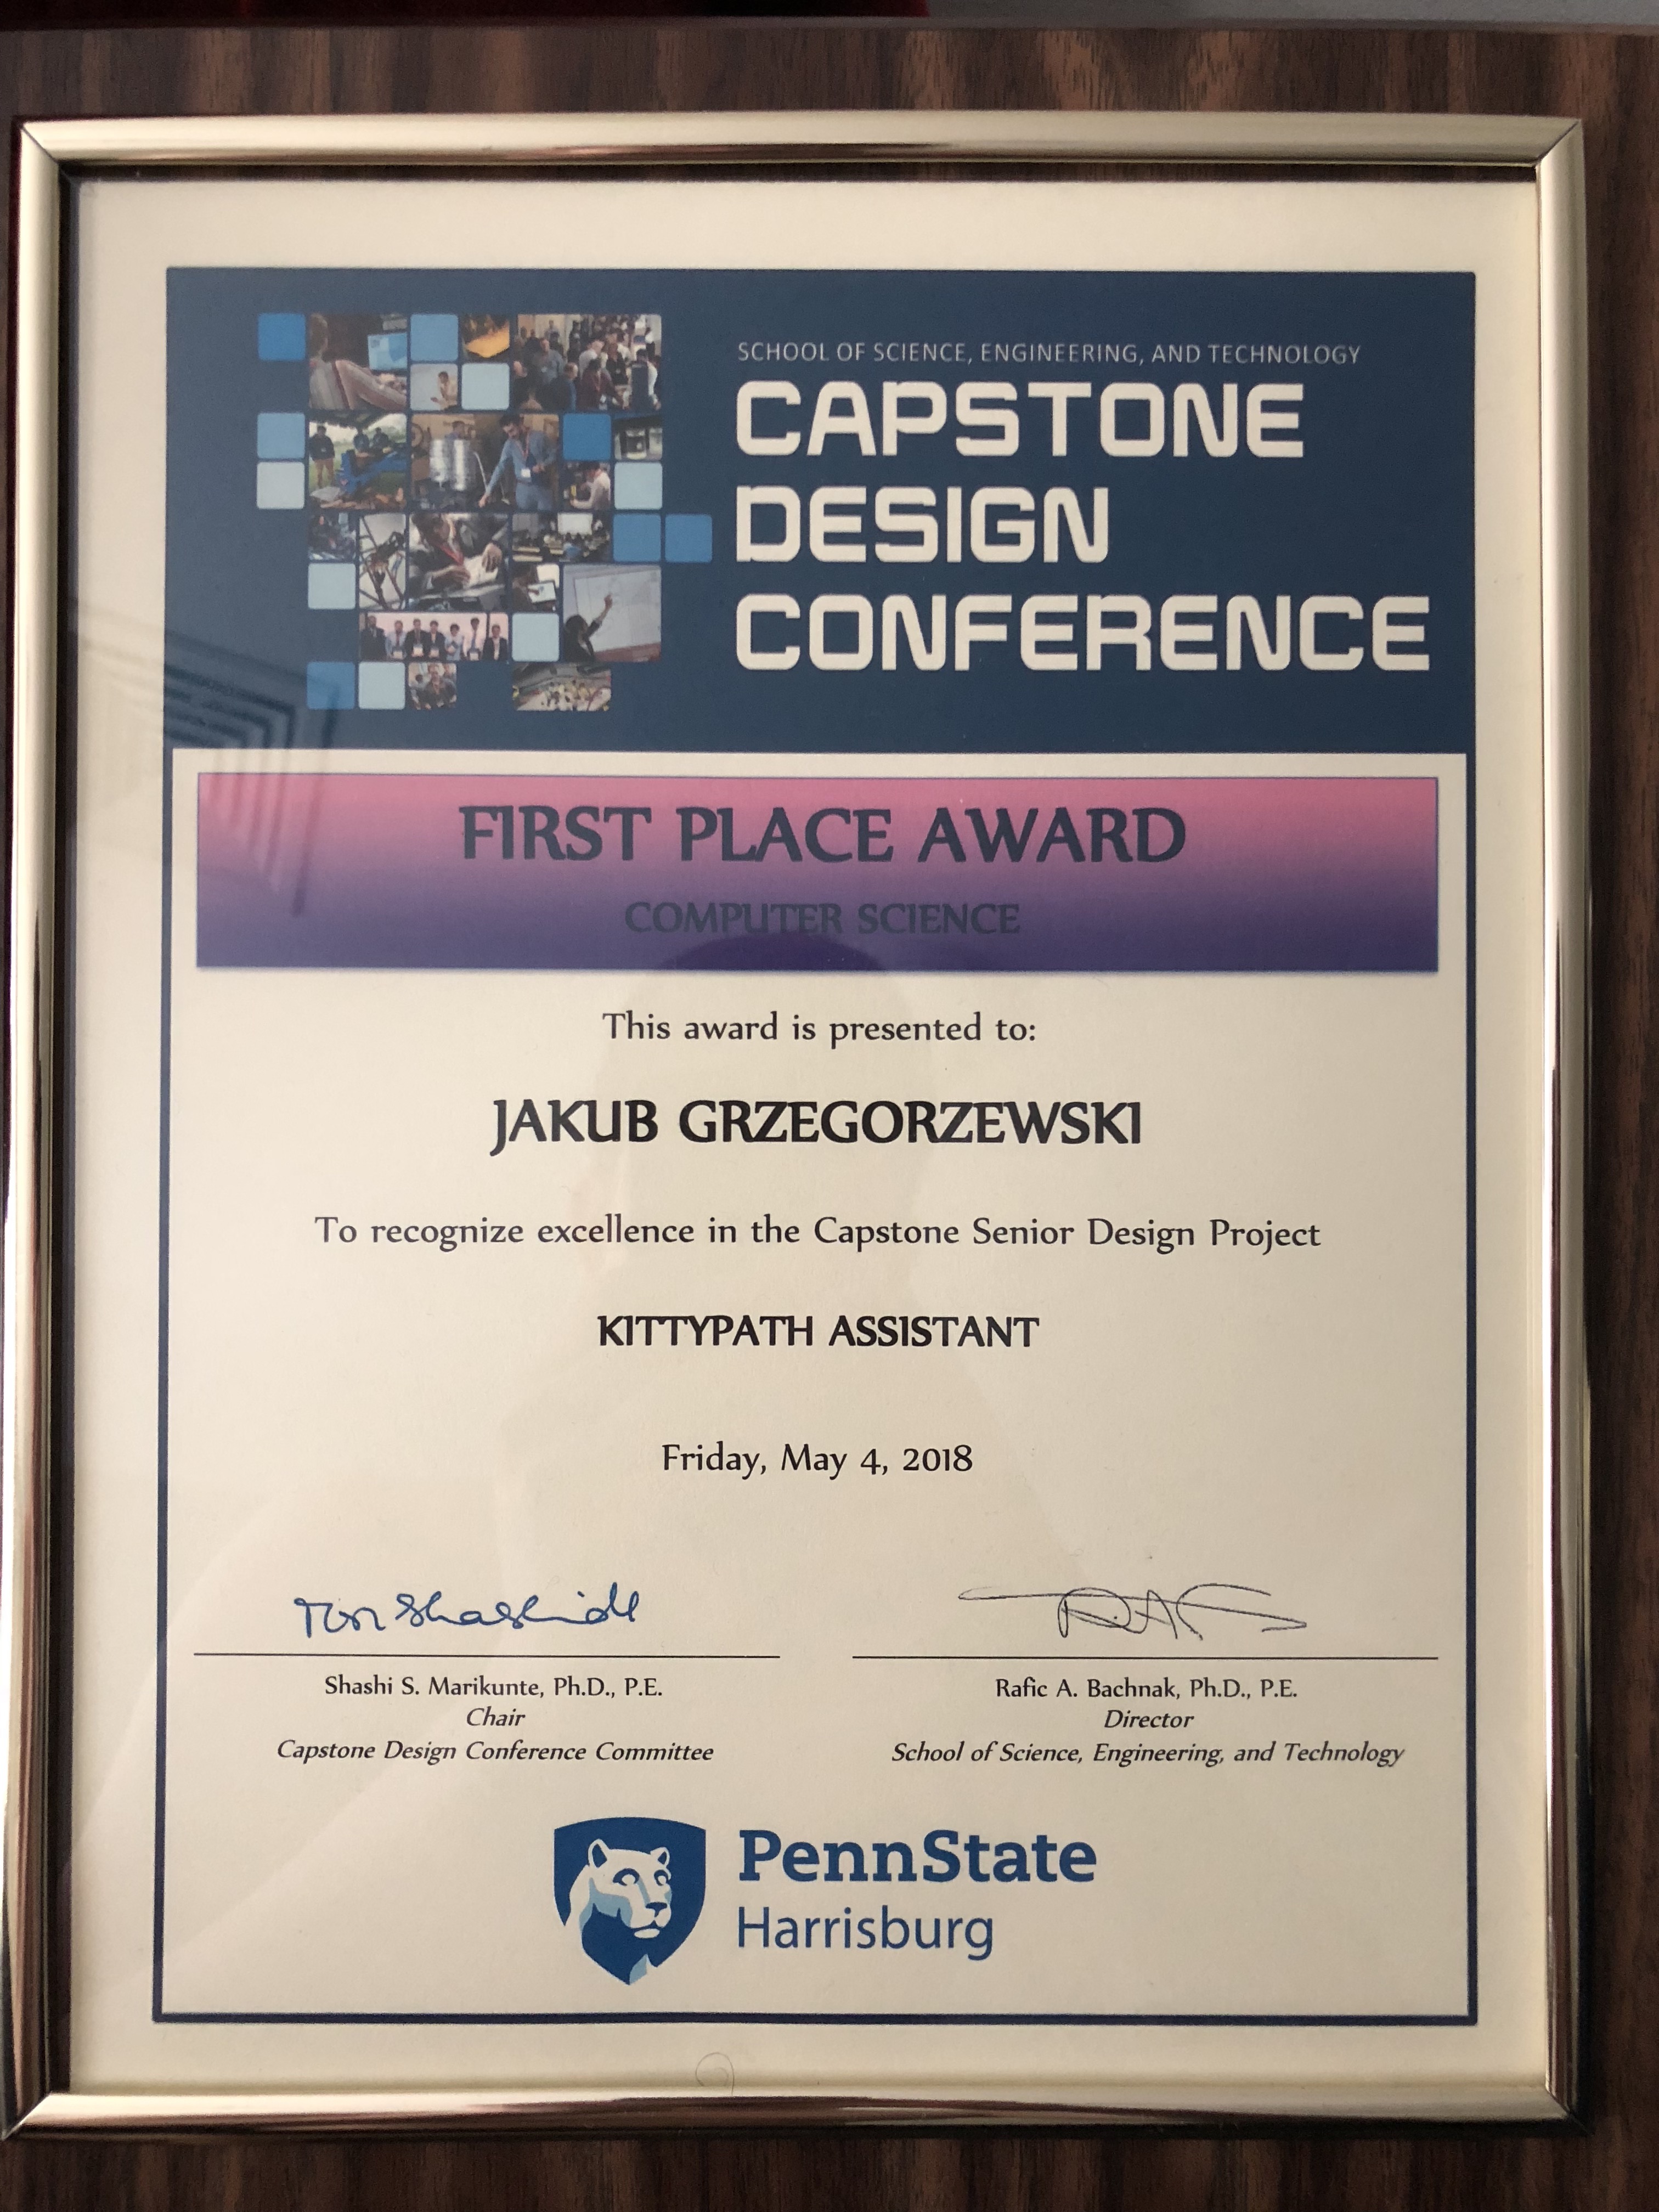 SCHOOL OF SCIENCE, ENGINEERING, AND TECHNOLOGY
CAPSTONE
DESIGN
CONFERENCE
FIRST PLACE AWARD
COMPUTER SCIENCE
This award is presented to:
JAKUB GRZEGORZEWSKI
To recognize excellence in the Capstone Senior Design Project
KITTYPATH ASSISTANT
Friday, May 4, 2018
Shashi S. Marikunte, Ph.D., P.E.
Chair
Capstone Design Conference Committee
Rafic A. Bachnak, Ph.D., P.E.
Director
School of Science, Engineering, and Technology
PennState
Harrisburg